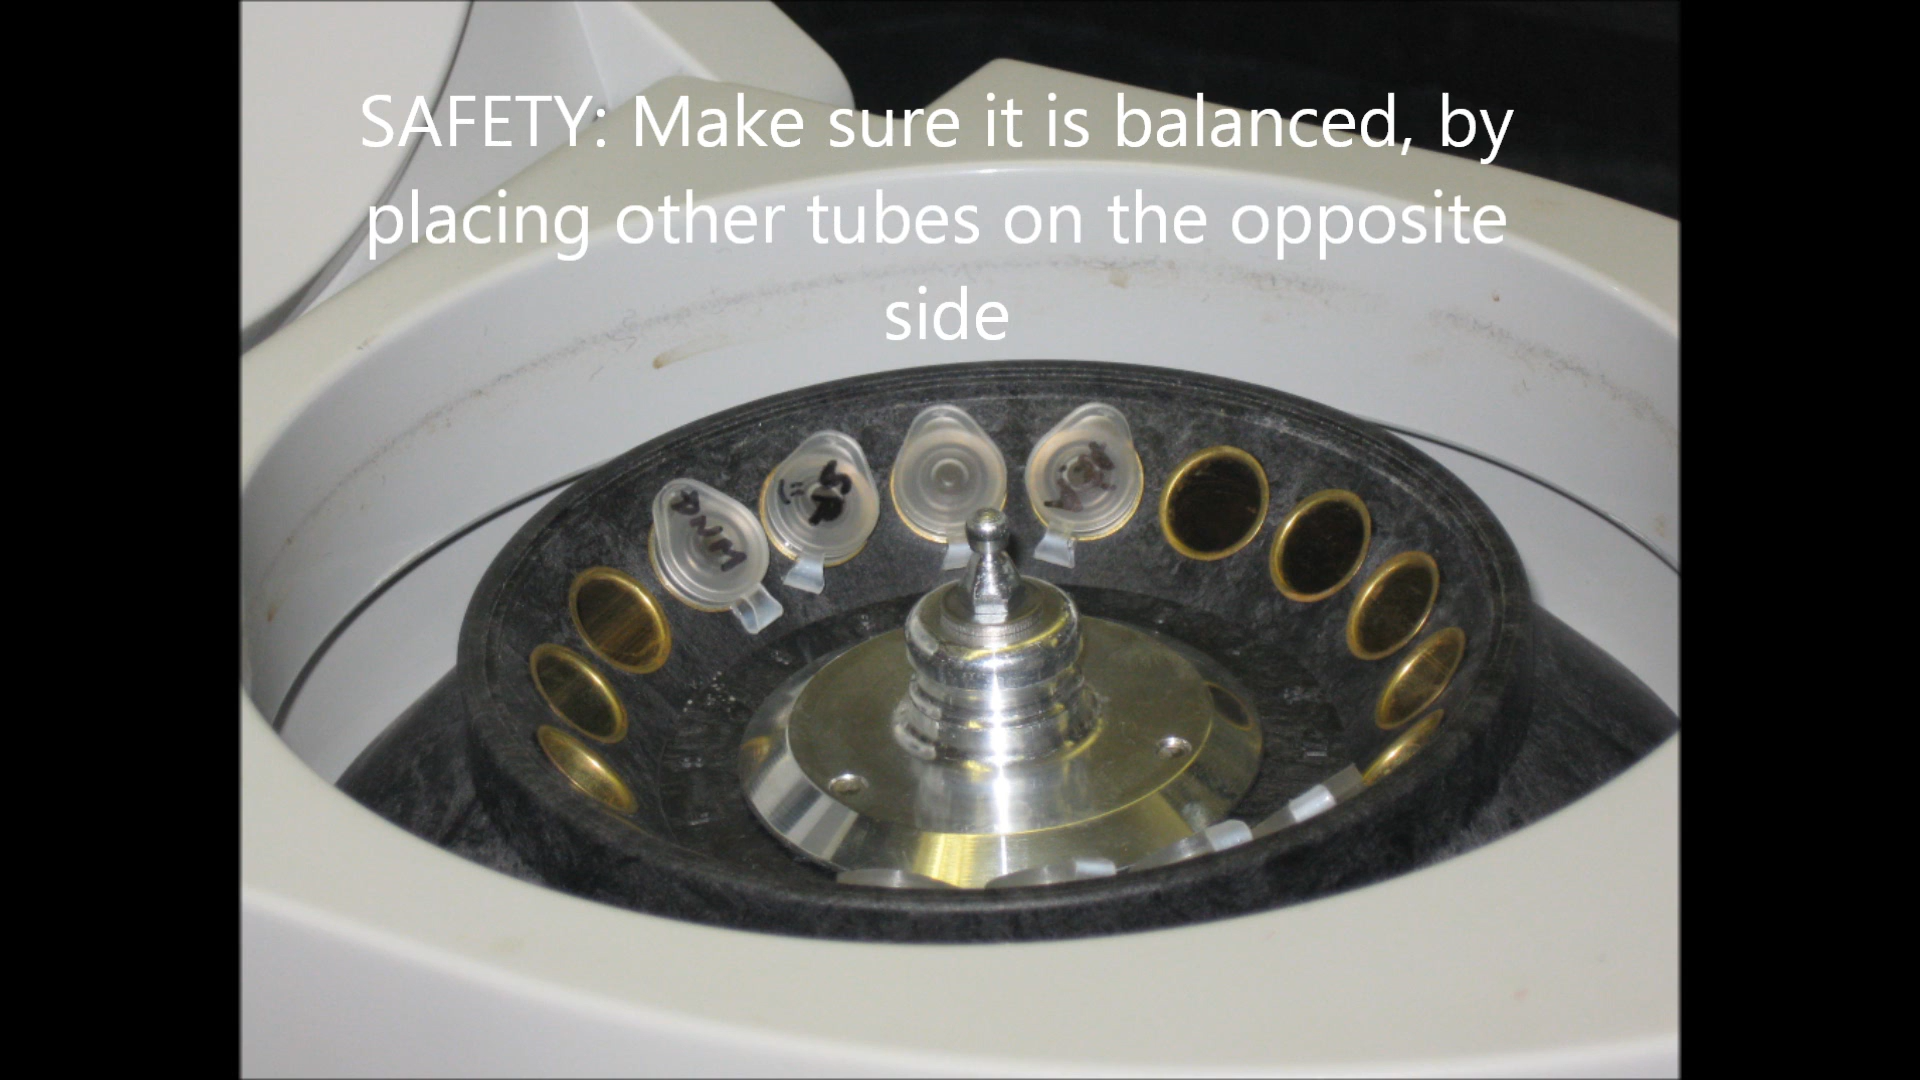 SAFETY: Make sure it is balanced, by
placing other tubes on the opposite
side